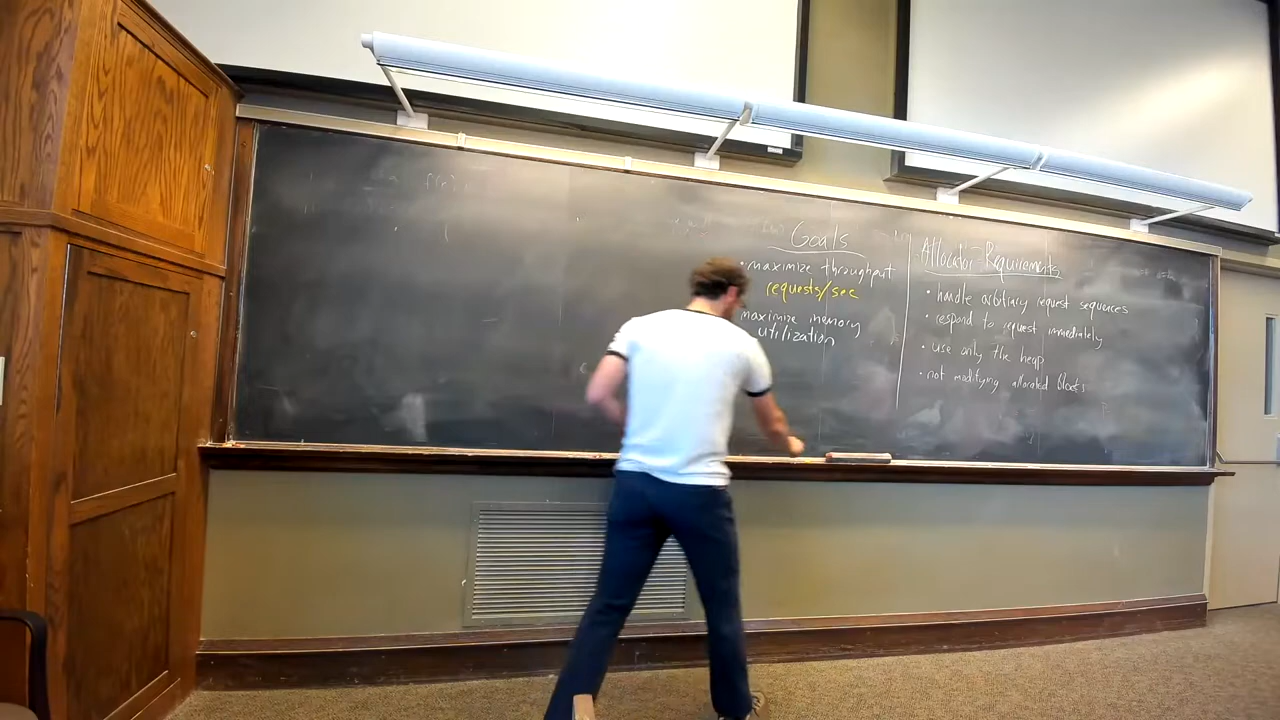 Goals
• maximize throughput
requests/sec
maximize memory
utilization
Allocator Requirements
• handle arbitrary request sequences
• respond to request immediately
• use only the heap
• not modifying allocated blocks
f(x)